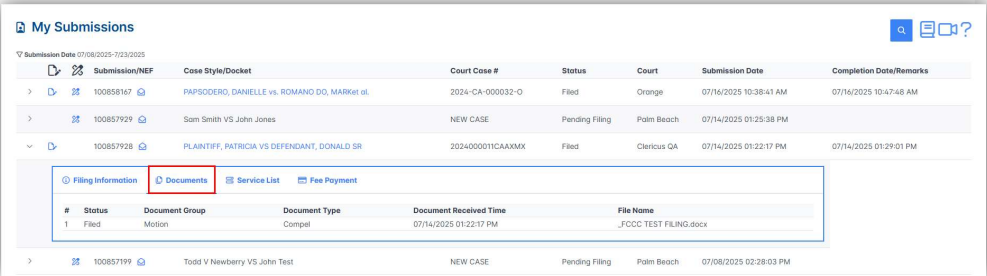 My Submissions
Submission Date 07/08/2025-7/23/2025
Submission/NEF Case Style/Docket Court Case # Status Court Submission Date Completion Date/Remarks
100858167 PAPSODERO, DANIELLE vs. ROMANO DO, MARKet al. 2024-CA-000032-O Filed Orange 07/16/2025 10:38:41 AM 07/16/2025 10:47:48 AM
100857929 Sam Smith VS John Jones NEW CASE Pending Filing Palm Beach 07/14/2025 01:25:38 PM
100857928 PLAINTIFF, PATRICIA VS DEFENDANT, DONALD SR 2024000011CAAXMX Filed Clericus QA 07/14/2025 01:22:17 PM 07/14/2025 01:29:01 PM
Filing Information Documents Service List Fee Payment
# Status Document Group Document Type Document Received Time File Name
1 Filed Motion Compel 07/14/2025 01:22:17 PM _FCCC TEST FILING.docx
100857199 Todd V Newberry VS John Test NEW CASE Pending Filing Palm Beach 07/08/2025 02:28:03 PM